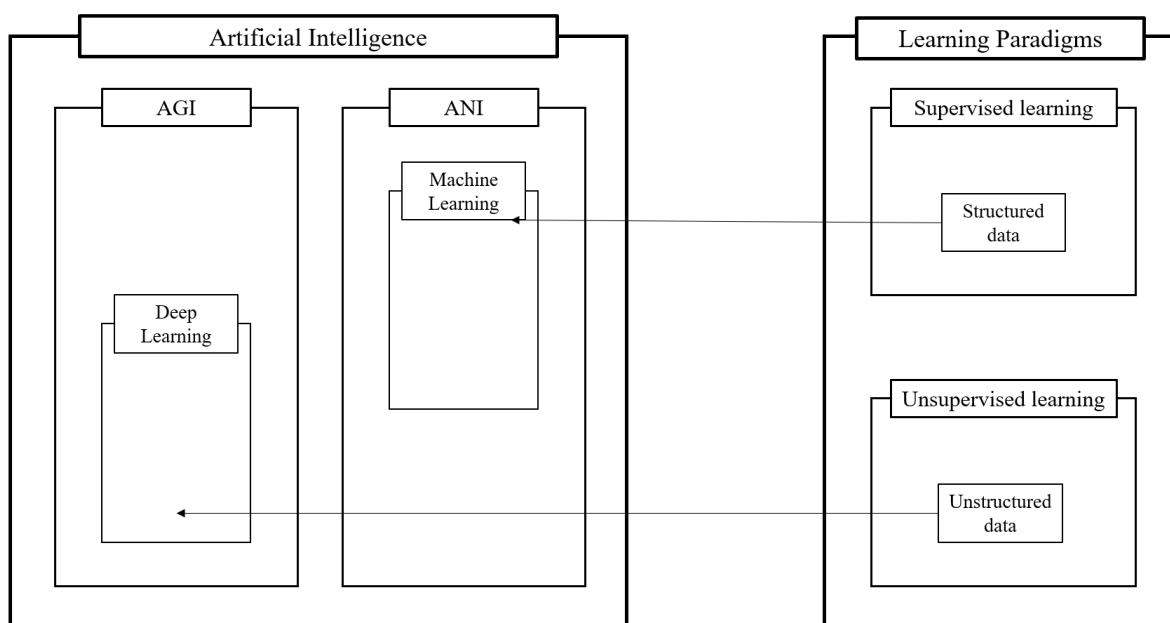 Artificial Intelligence
Learning Paradigms
AGI
ANI
Supervised learning
Machine
Learning
Structured
data
Deep
Learning
Unsupervised learning
Unstructured
data